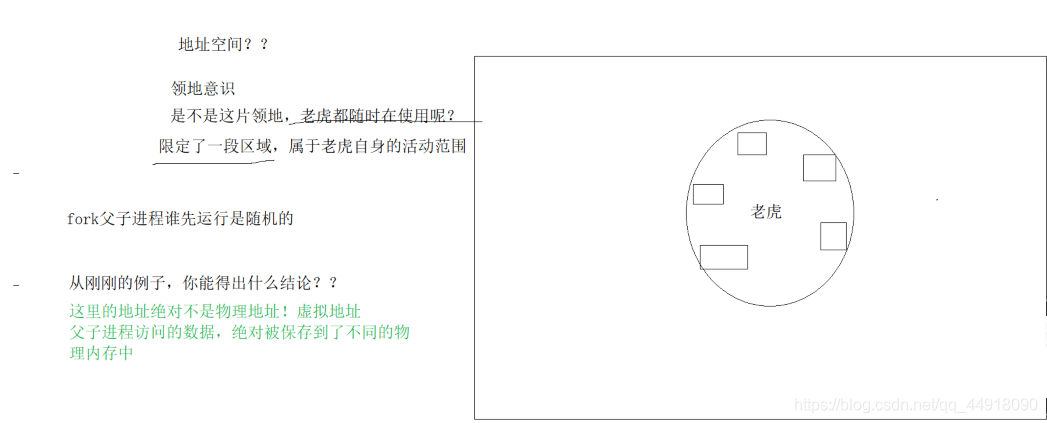 地址空间？？
领地意识
是不是这片领地，老虎都随时在使用呢？
限定了一段区域，属于老虎自身的活动范围
fork父子进程谁先运行是随机的
从刚刚的例子，你能得出什么结论？？
这里的地址绝对不是物理地址！虚拟地址
父子进程访问的数据，绝对被保存到了不同的物
理内存中
老虎
https://blog.csdn.net/qq_44918090